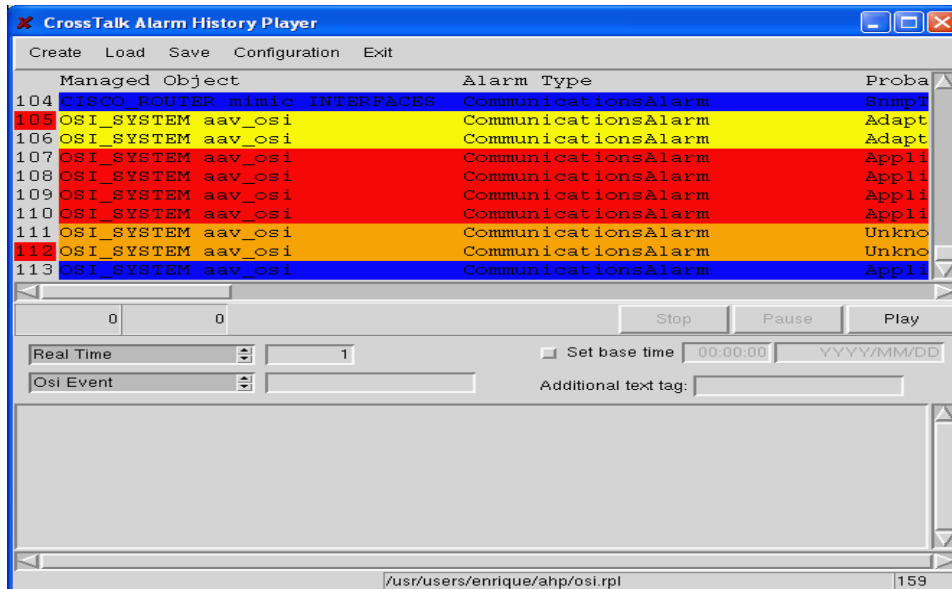 CrossTalk Alarm History Player
Create Load Save Configuration Exit
Managed Object Alarm Type Proba
104 CISCO_ROUTER mimic INTERFACES CommunicationsAlarm SnmpT
105 OSI_SYSTEM aav_osi CommunicationsAlarm Adapt
106 OSI_SYSTEM aav_osi CommunicationsAlarm Adapt
107 OSI_SYSTEM aav_osi CommunicationsAlarm Appli
108 OSI_SYSTEM aav_osi CommunicationsAlarm Appli
109 OSI_SYSTEM aav_osi CommunicationsAlarm Appli
110 OSI_SYSTEM aav_osi CommunicationsAlarm Appli
111 OSI_SYSTEM aav_osi CommunicationsAlarm Unkno
112 OSI_SYSTEM aav_osi CommunicationsAlarm Unkno
113 OSI_SYSTEM aav_osi CommunicationsAlarm Appli
0 0 Stop Pause Play
Real Time 1 Set base time 00:00:00 YYYY/MM/DD
Osi Event Additional text tag:
/usr/users/enrique/ahp/osi.rpl 159